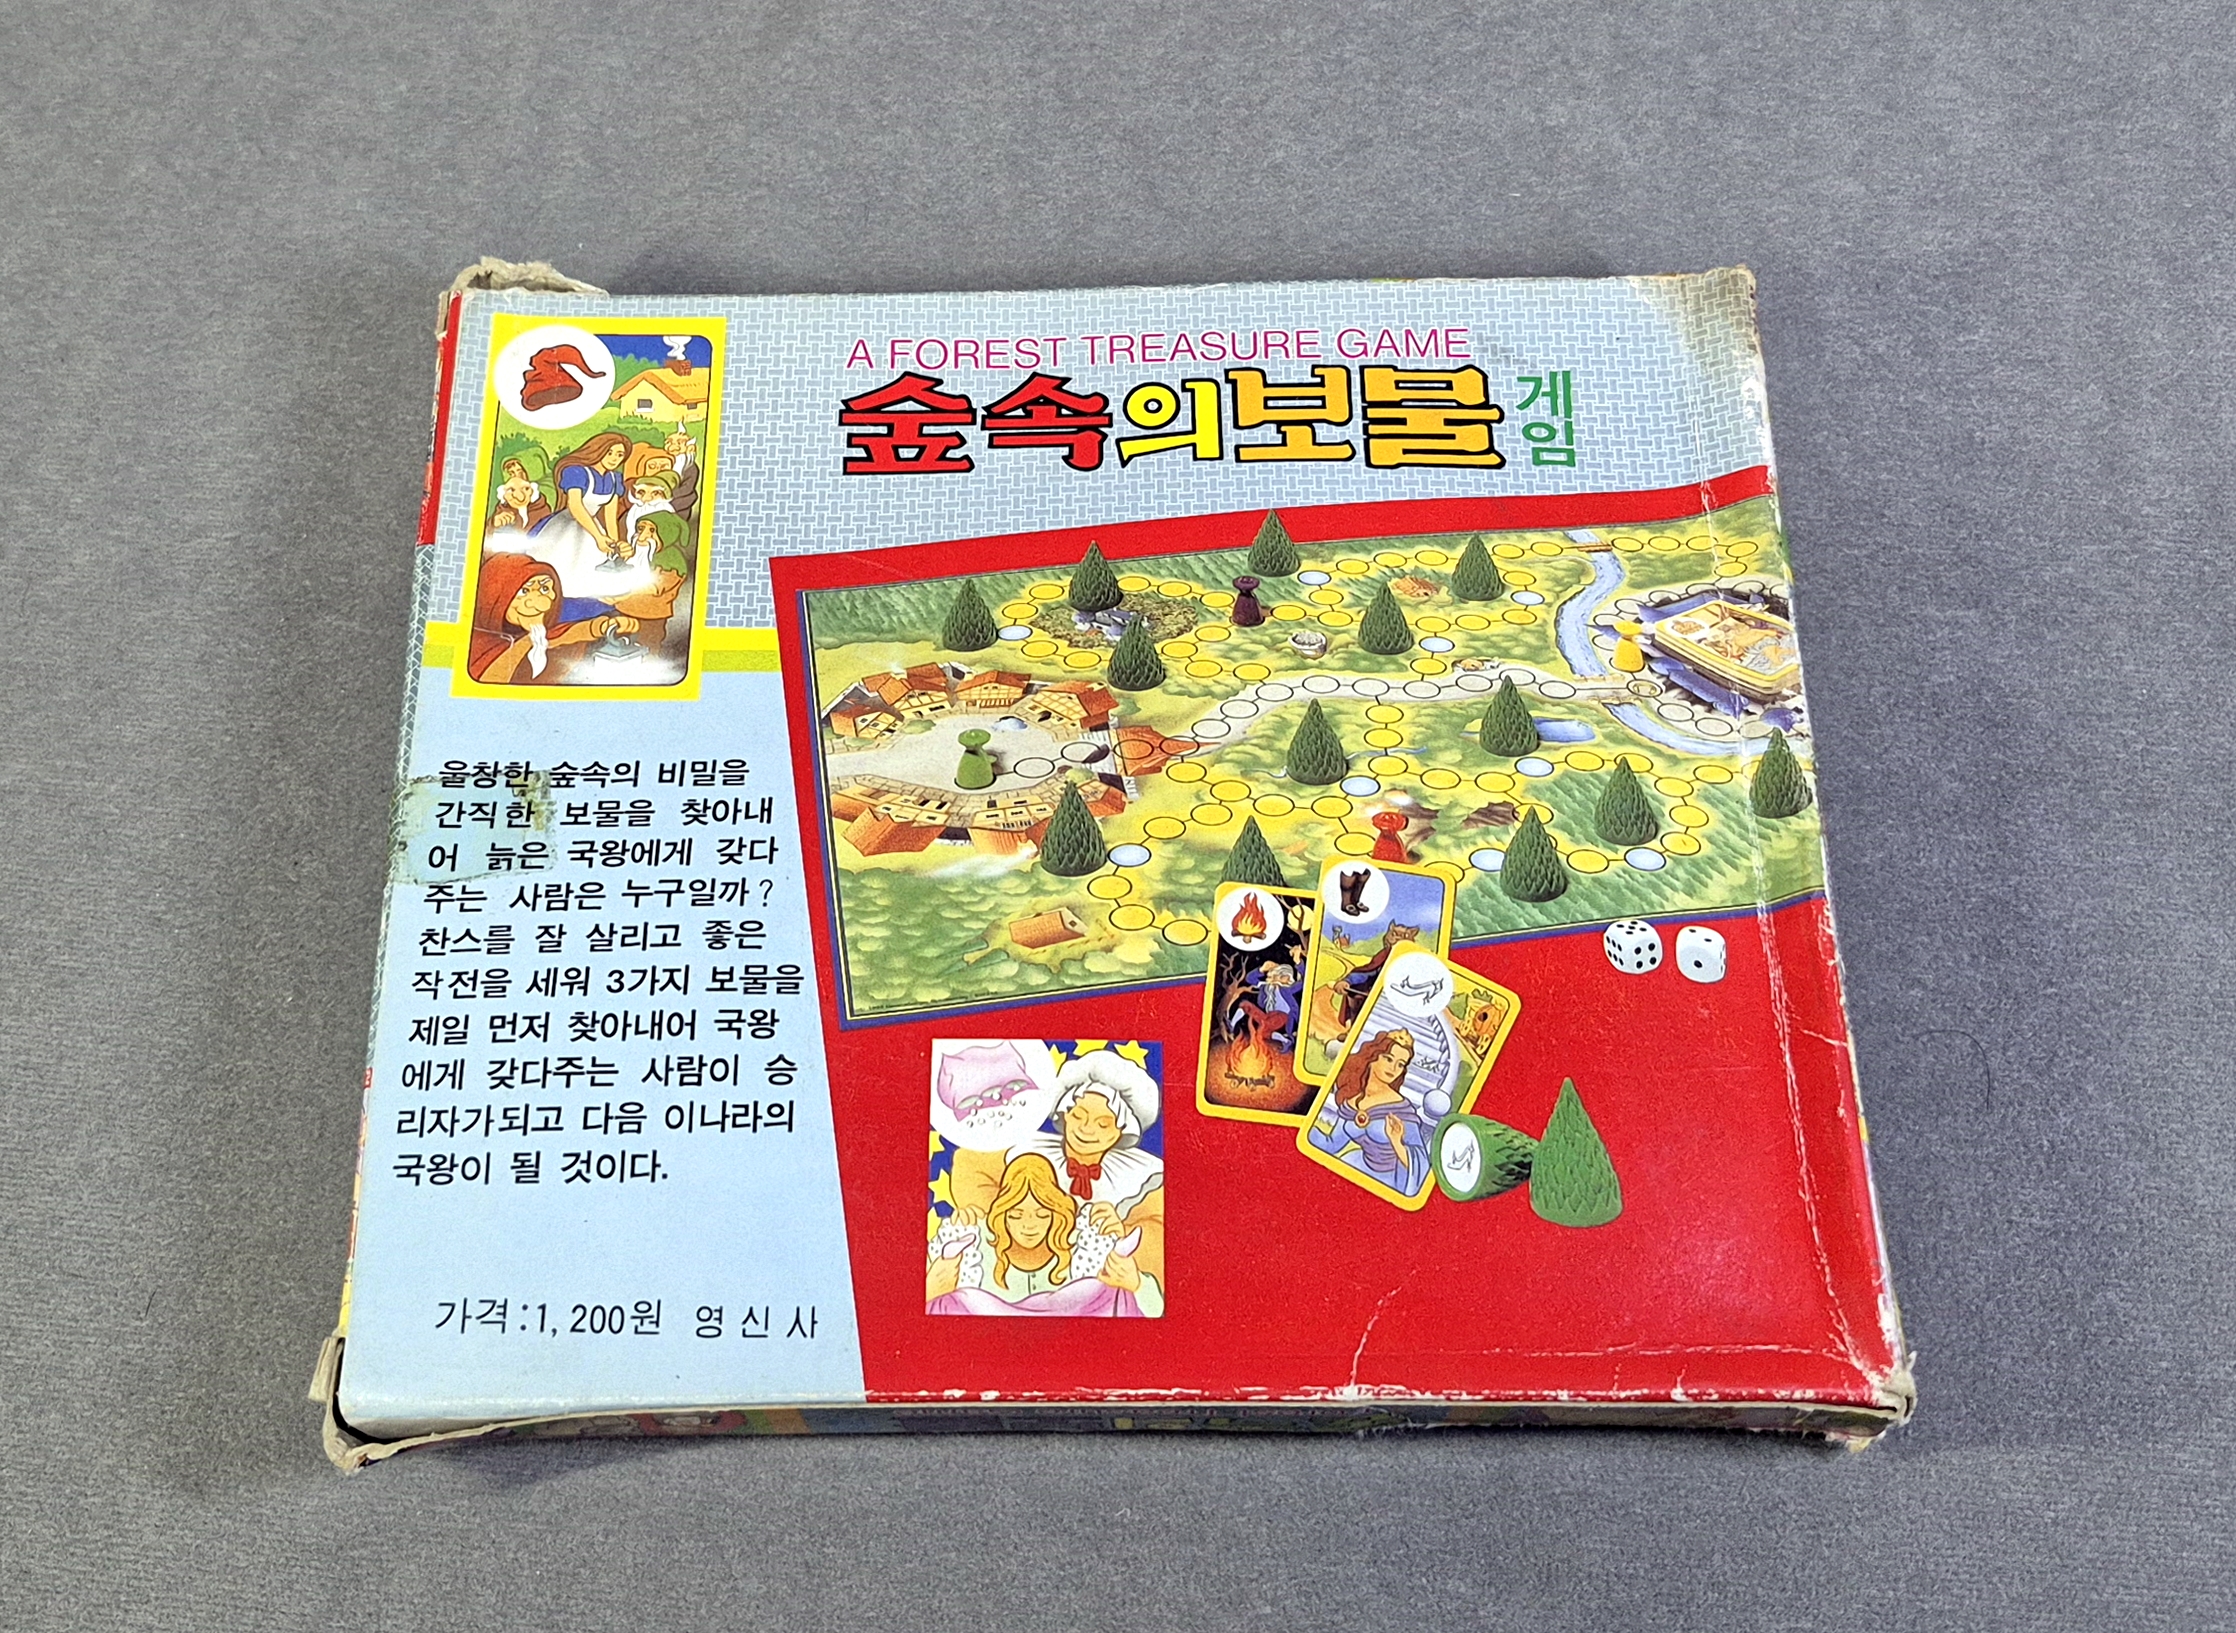 A FOREST TREASURE GAME
숲속의보물
게임
울창한 숲속의 비밀을
간직한 보물을 찾아내
어 늙은 국왕에게 갖다
주는 사람은 누구일까?
찬스를 잘 살리고 좋은
작전을 세워 3가지 보물을
제일 먼저 찾아내어 국왕
에게 갖다주는 사람이 승
리자가되고 다음 이나라의
국왕이 될 것이다.
가격:1,200원 영신사